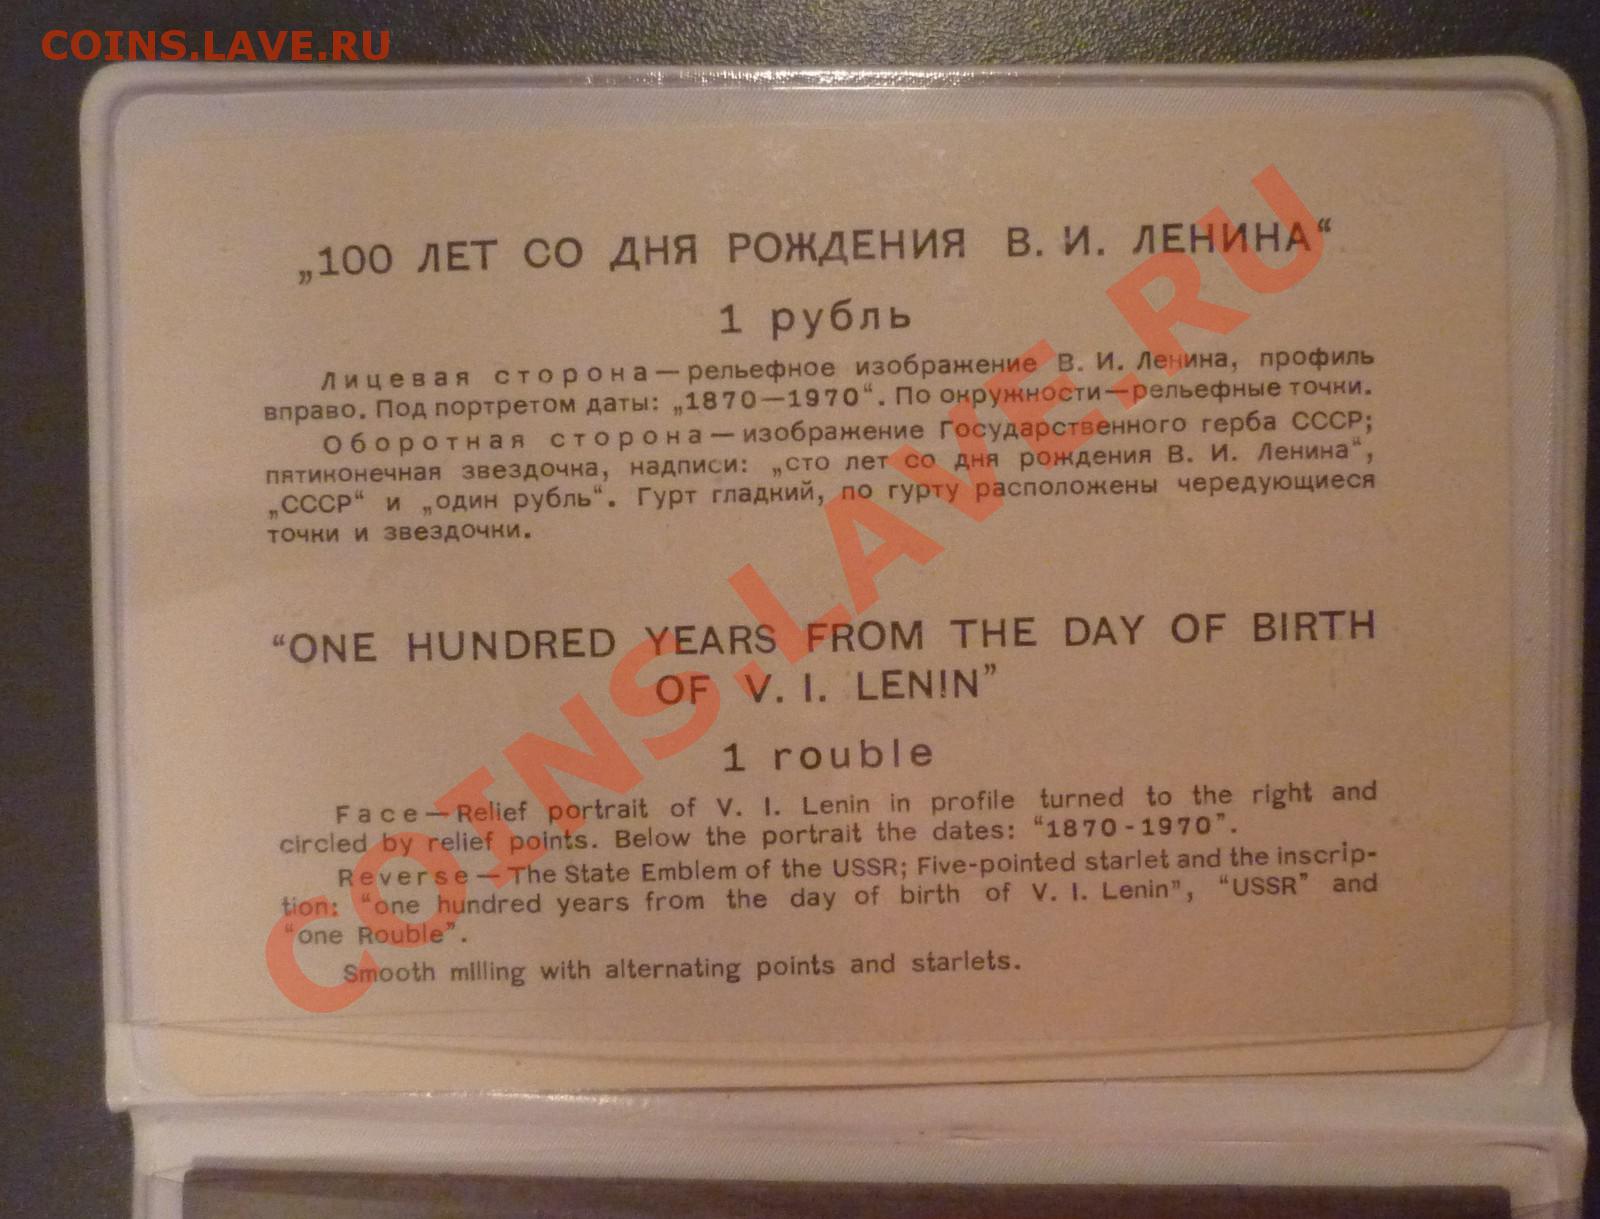 COINS.LAVE.RU
„100 ЛЕТ СО ДНЯ РОЖДЕНИЯ В. И. ЛЕНИНА“
1 рубль
Лицевая сторона — рельефное изображение В. И. Ленина, профиль
вправо. Под портретом даты: „1870—1970“. По окружности—рельефные точки.
Оборотная сторона — изображение Государственного герба СССР;
пятиконечная звездочка, надписи: „сто лет со дня рождения В. И. Ленина“,
„СССР“ и „один рубль“. Гурт гладкий, по гурту расположены чередующиеся
точки и звездочки.
“ONE HUNDRED YEARS FROM THE DAY OF BIRTH
OF V. I. LENIN”
1 rouble
Face — Relief portrait of V. I. Lenin in profile turned to the right and
circled by relief points. Below the portrait the dates: “1870-1970”.
Reverse — The State Emblem of the USSR; Five-pointed starlet and the inscrip-
tion: “one hundred years from the day of birth of V. I. Lenin”, “USSR” and
“one Rouble”.
Smooth milling with alternating points and starlets.
COINS.LAVE.RU